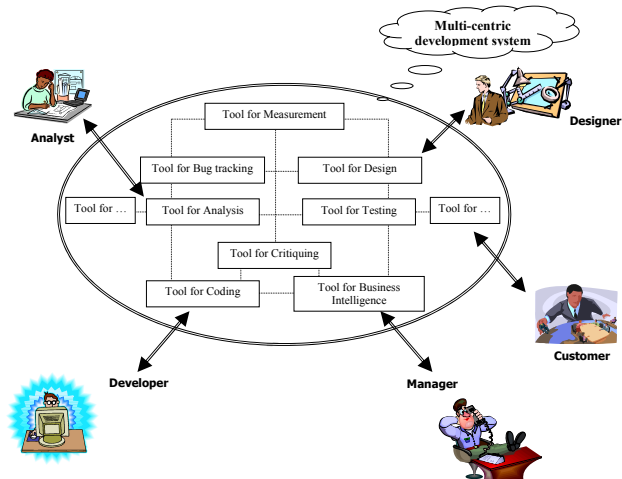 Multi-centric
development system
Analyst
Designer
Tool for Measurement
Tool for Bug tracking
Tool for Design
Tool for …
Tool for Analysis
Tool for Testing
Tool for …
Tool for Critiquing
Tool for Coding
Tool for Business
Intelligence
Customer
Developer
Manager